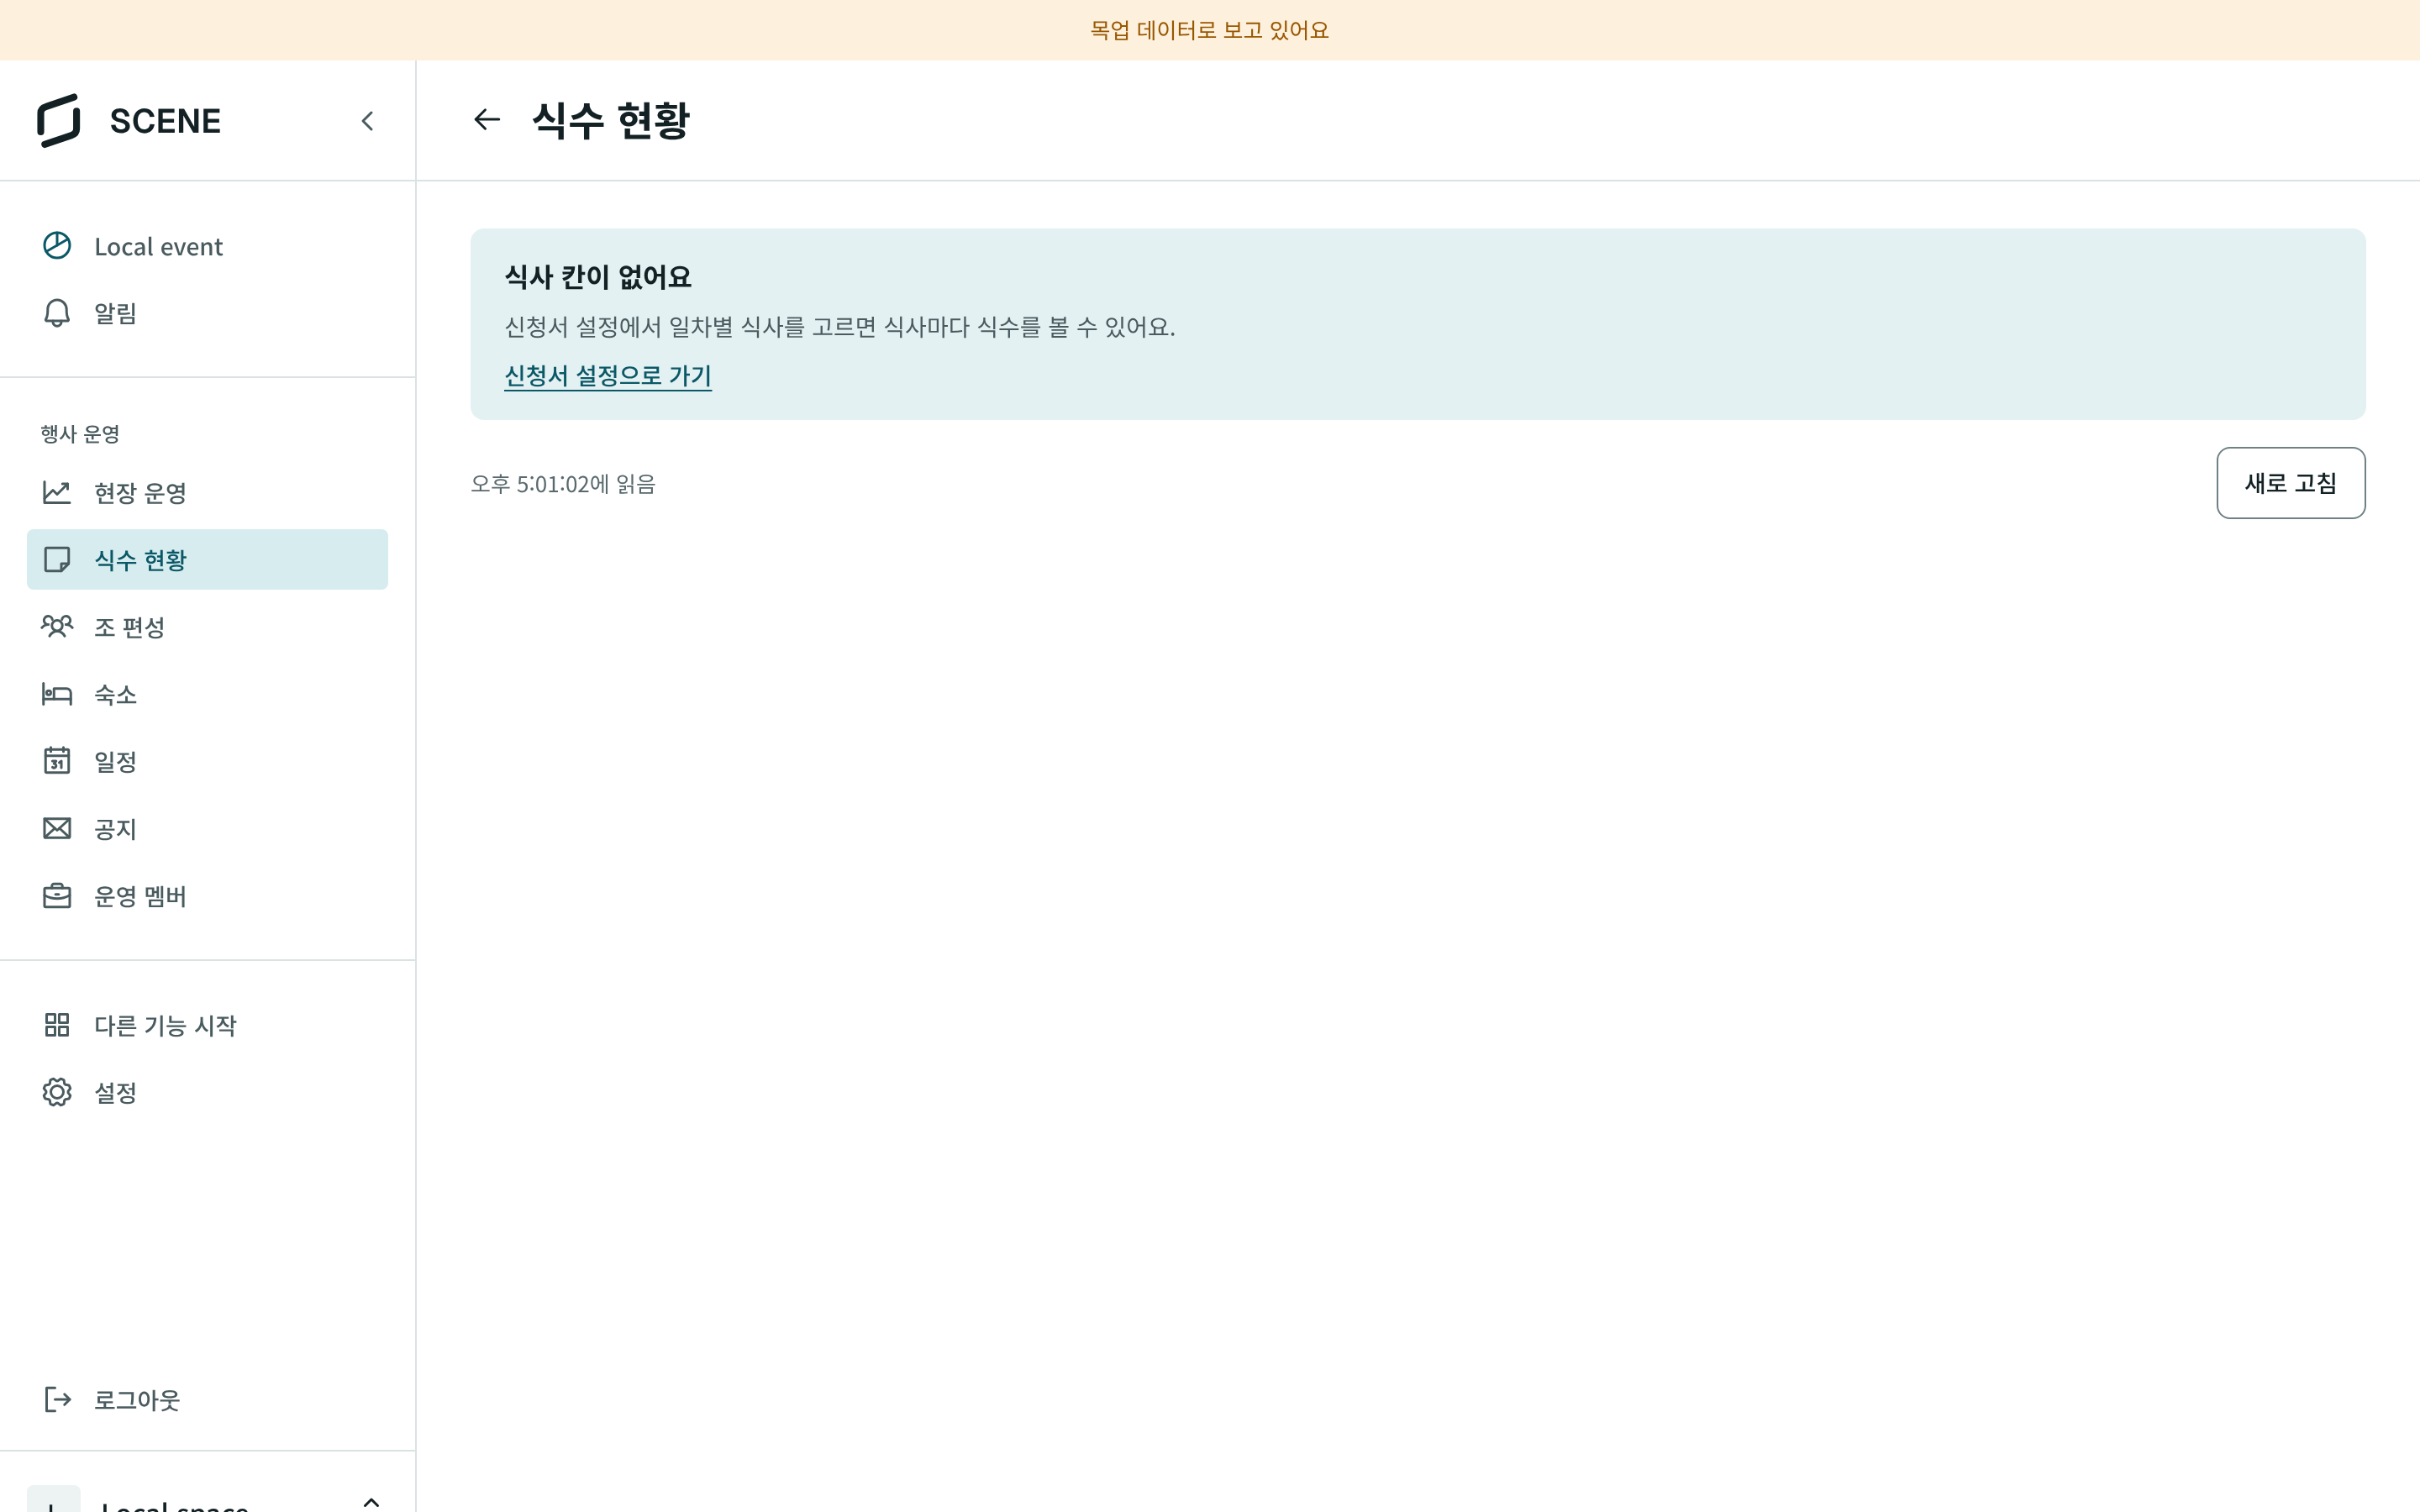 목업 데이터로 보고 있어요
SCENE
식수 현황
Local event
알림
행사 운영
현장 운영
식수 현황
조 편성
숙소
31
일정
공지
운영 멤버
다른 기능 시작
설정
로그아웃
L
Local space
식사 칸이 없어요
신청서 설정에서 일차별 식사를 고르면 식사마다 식수를 볼 수 있어요.
신청서 설정으로 가기
오후 5:01:02에 읽음
새로 고침